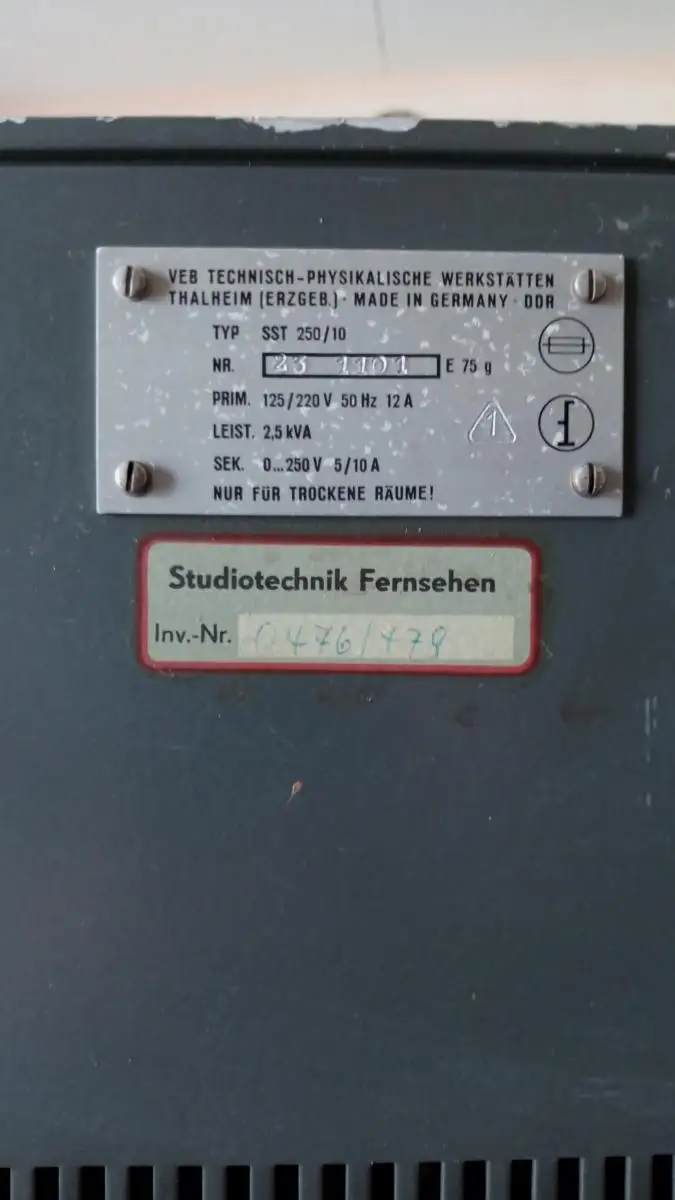 VEB TECHNISCH-PHYSIKALISCHE WERKSTÄTTEN
THALHEIM (ERZGEB.) · MADE IN GERMANY · DDR
TYP SST 250/10
NR. 23 1101 E 75 g
PRIM. 125/220 V 50 Hz 12 A
LEIST. 2,5 kVA
1
SEK. 0...250 V 5/10 A
NUR FÜR TROCKENE RÄUME!
Studiotechnik Fernsehen
Inv.-Nr. 0476/479